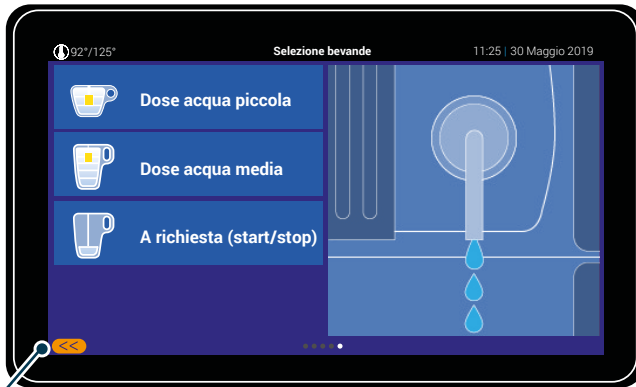 92°/125°
Selezione bevande
11:25 | 30 Maggio 2019
Dose acqua piccola
Dose acqua media
A richiesta (start/stop)
<<